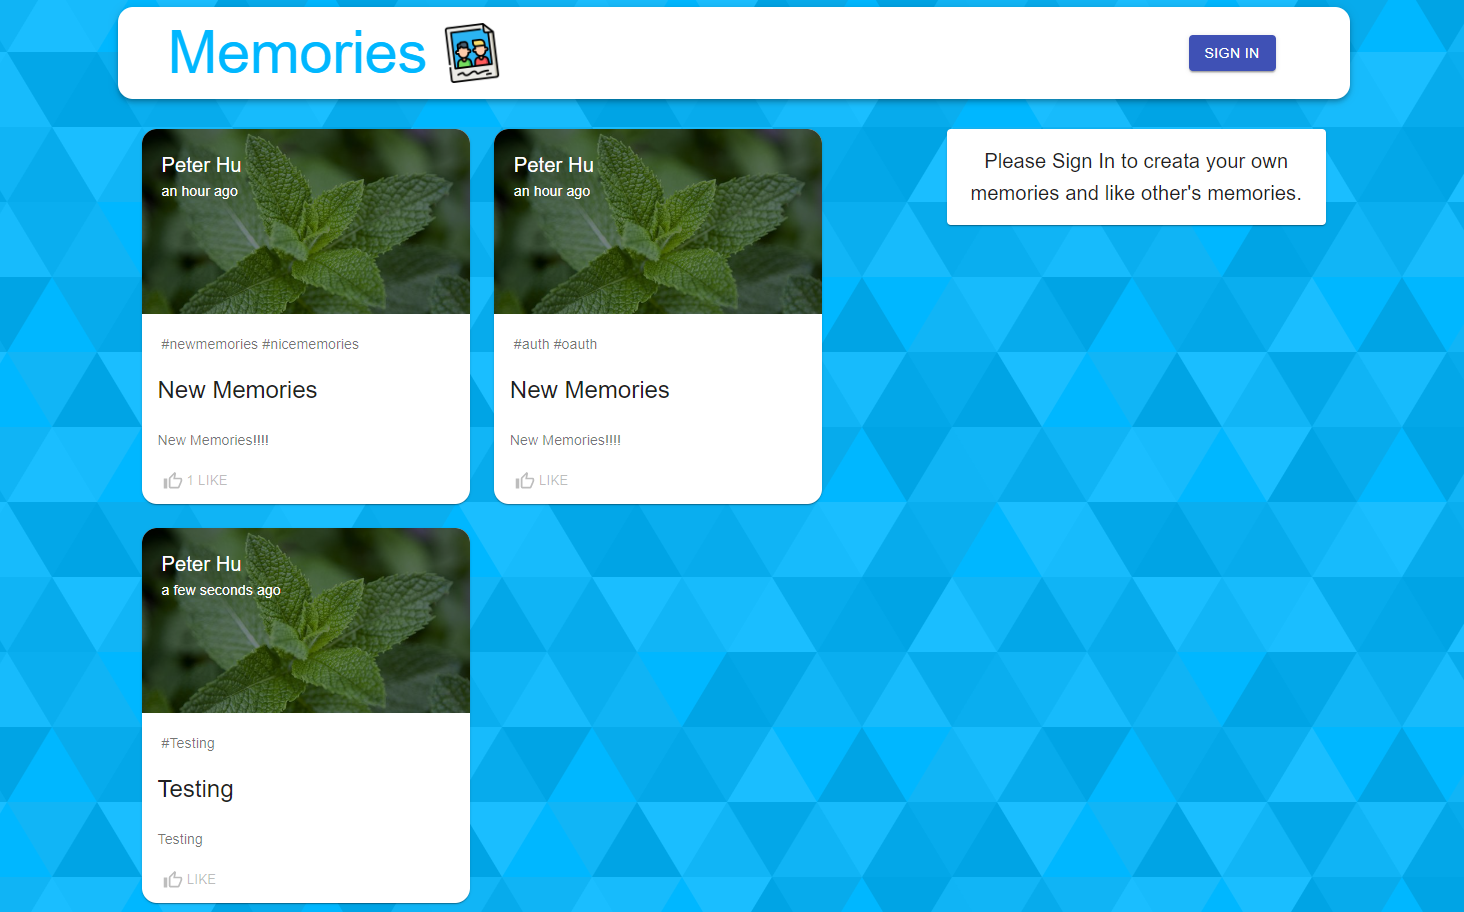 Memories
SIGN IN
Peter Hu
an hour ago
#newmemories #nicememories
New Memories
New Memories!!!!
1 LIKE
Peter Hu
an hour ago
#auth #oauth
New Memories
New Memories!!!!
LIKE
Please Sign In to creata your own
memories and like other's memories.
Peter Hu
a few seconds ago
#Testing
Testing
Testing
LIKE